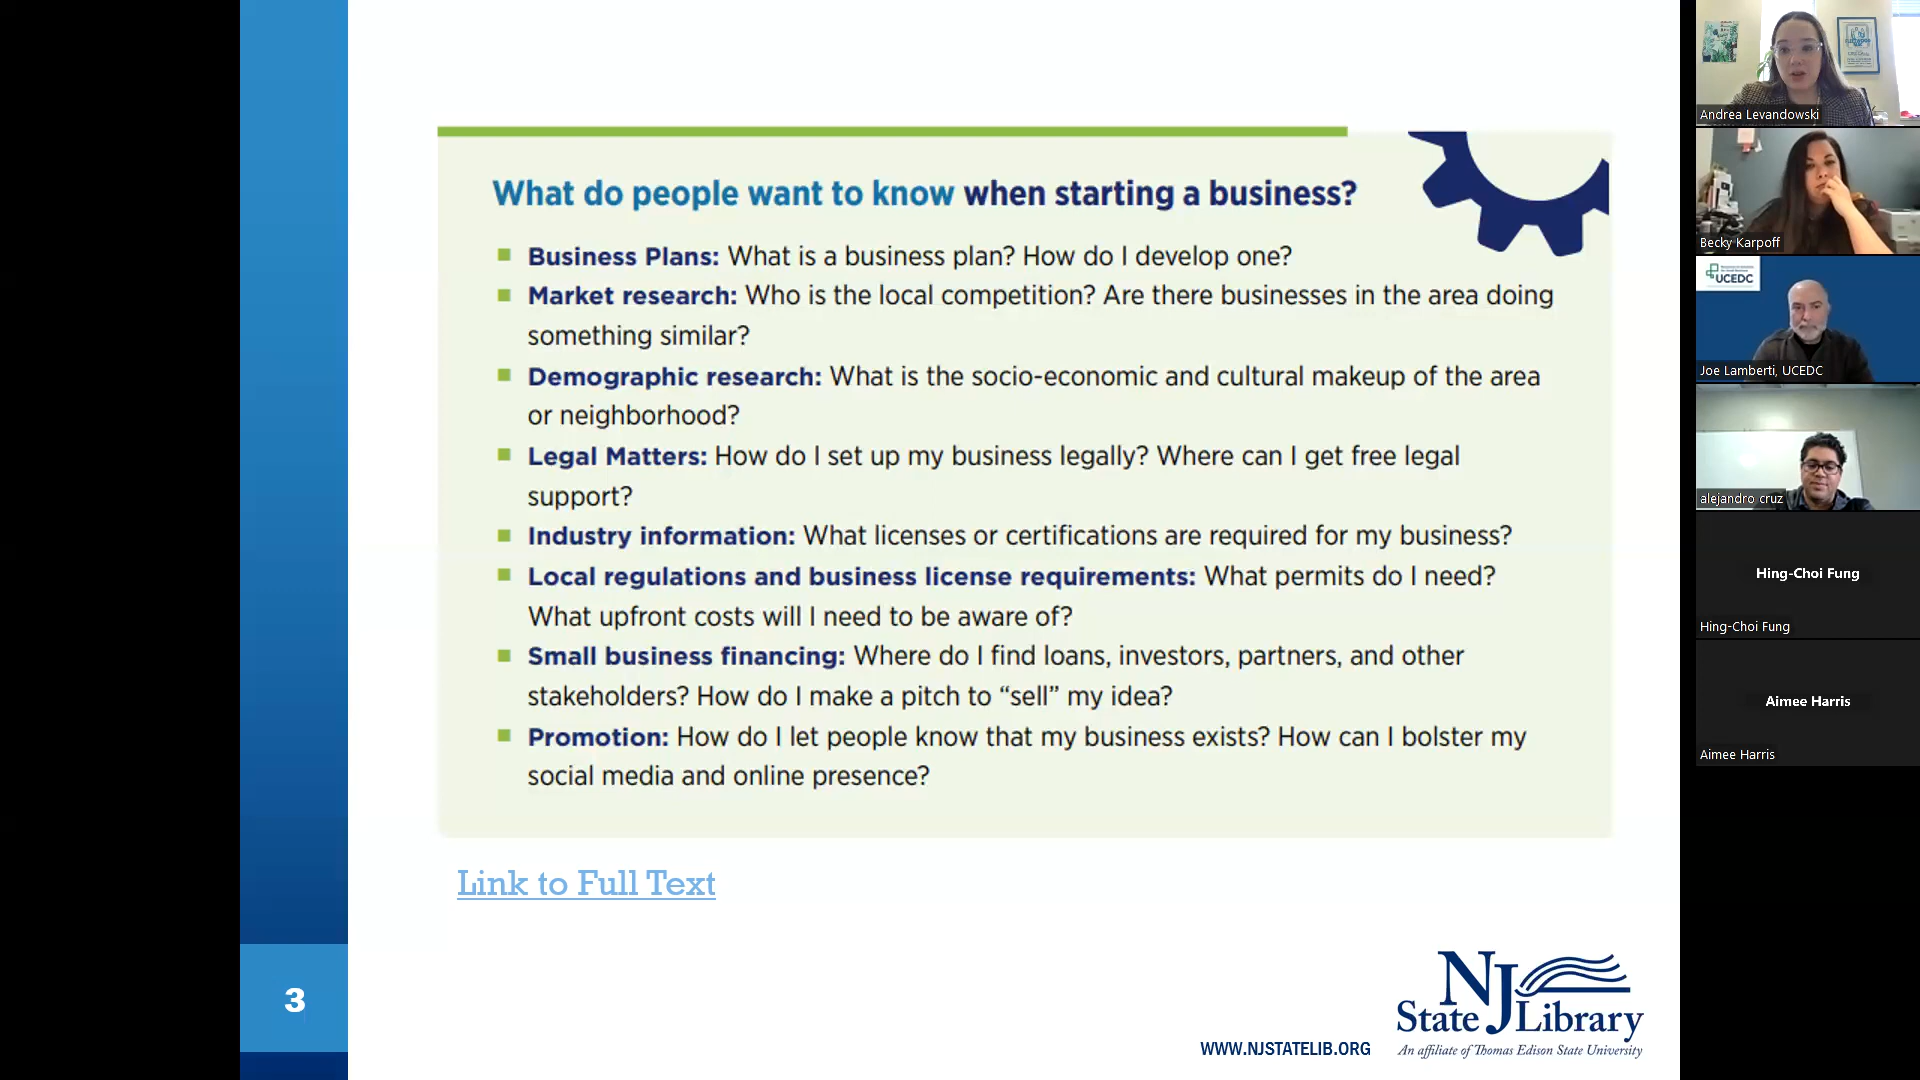 What do people want to know when starting a business?
Business Plans: What is a business plan? How do I develop one?
Market research: Who is the local competition? Are there businesses in the area doing
something similar?
Demographic research: What is the socio-economic and cultural makeup of the area
or neighborhood?
Legal Matters: How do I set up my business legally? Where can I get free legal
support?
Industry information: What licenses or certifications are required for my business?
Local regulations and business license requirements: What permits do I need?
What upfront costs will I need to be aware of?
Small business financing: Where do I find loans, investors, partners, and other
stakeholders? How do I make a pitch to “sell” my idea?
Promotion: How do I let people know that my business exists? How can I bolster my
social media and online presence?
Link to Full Text
3
WWW.NJSTATELIB.ORG
NJ
State Library
An affiliate of Thomas Edison State University
Andrea Levandowski
Becky Karpoff
UCEDC
Joe Lamberti, UCEDC
alejandro cruz
Hing-Choi Fung
Hing-Choi Fung
Aimee Harris
Aimee Harris